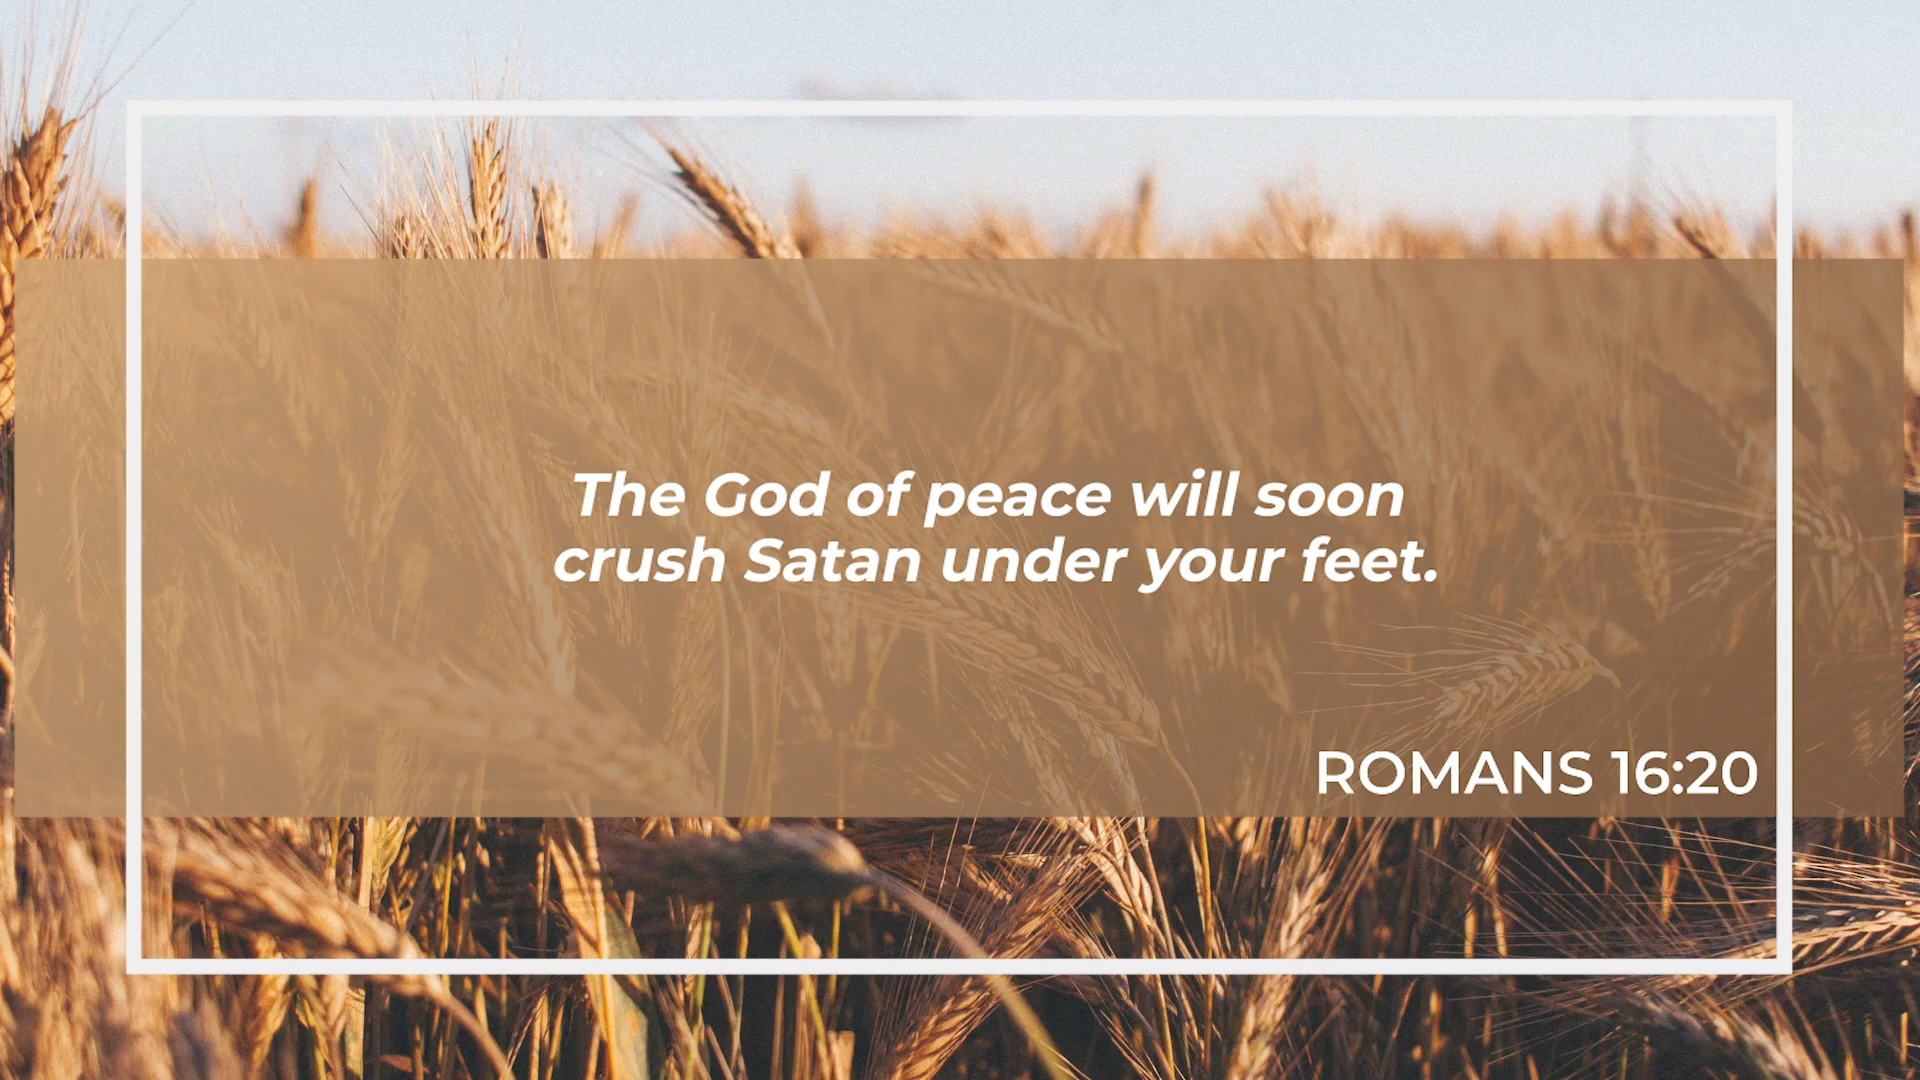 The God of peace will soon
crush Satan under your feet.
ROMANS 16:20